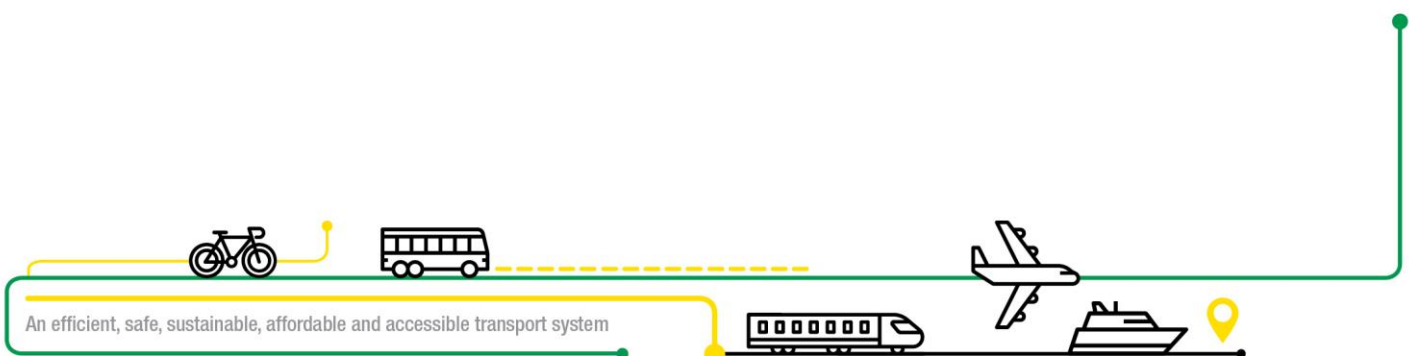 An efficient, safe, sustainable, affordable and accessible transport system